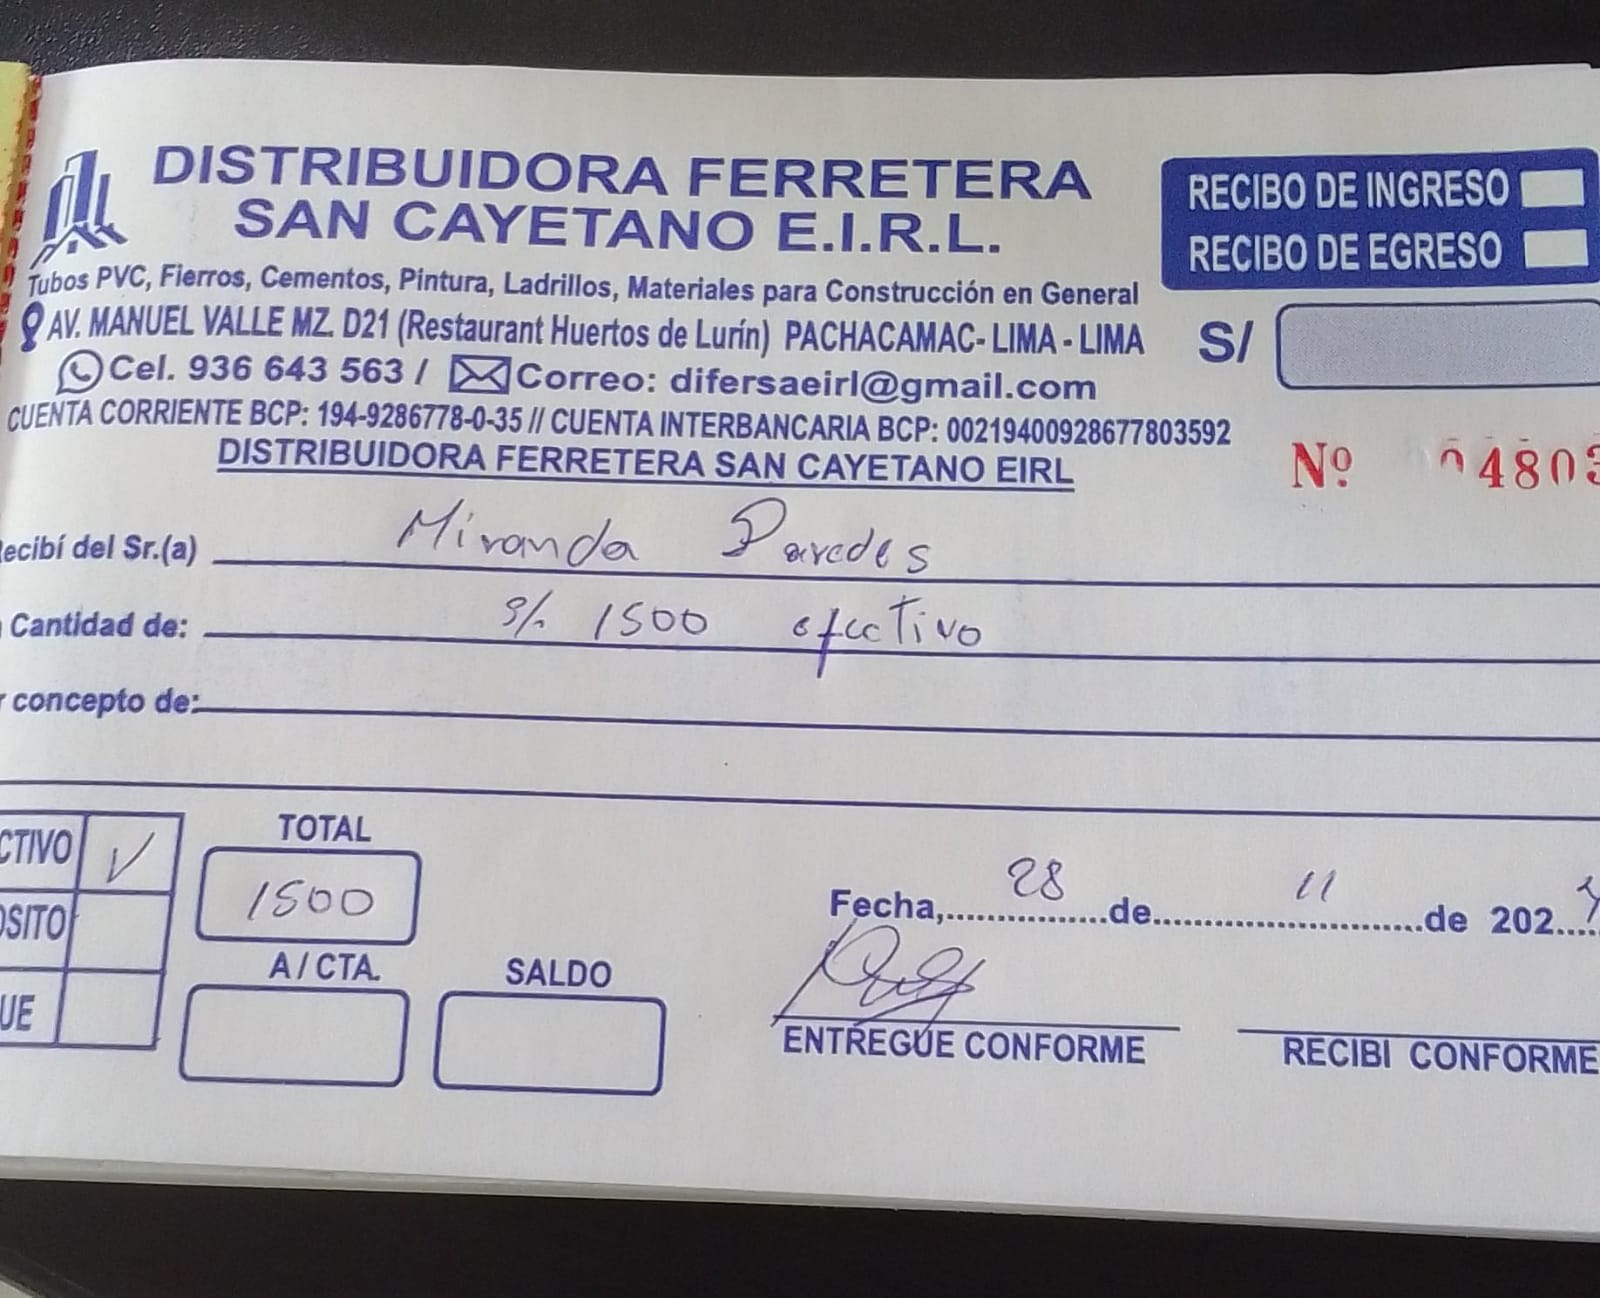 DISTRIBUIDORA FERRETERA
SAN CAYETANO E.I.R.L.
Tubos PVC, Fierros, Cementos, Pintura, Ladrillos, Materiales para Construcción en General
AV. MANUEL VALLE MZ. D21 (Restaurant Huertos de Lurín) PACHACAMAC- LIMA - LIMA
Cel. 936 643 563 / Correo: difersaeirl@gmail.com
CUENTA CORRIENTE BCP: 194-9286778-0-35 // CUENTA INTERBANCARIA BCP: 00219400928677803592
DISTRIBUIDORA FERRETERA SAN CAYETANO EIRL
RECIBO DE INGRESO
RECIBO DE EGRESO
S/
Nº 04803
ecibí del Sr.(a) Miranda Paredes
Cantidad de: S/. 1500 efectivo
r concepto de:
CTIVO
OSITO
UE
TOTAL
1500
A / CTA.
SALDO
Fecha, 28 de 11 de 202
ENTREGUE CONFORME
RECIBI CONFORME